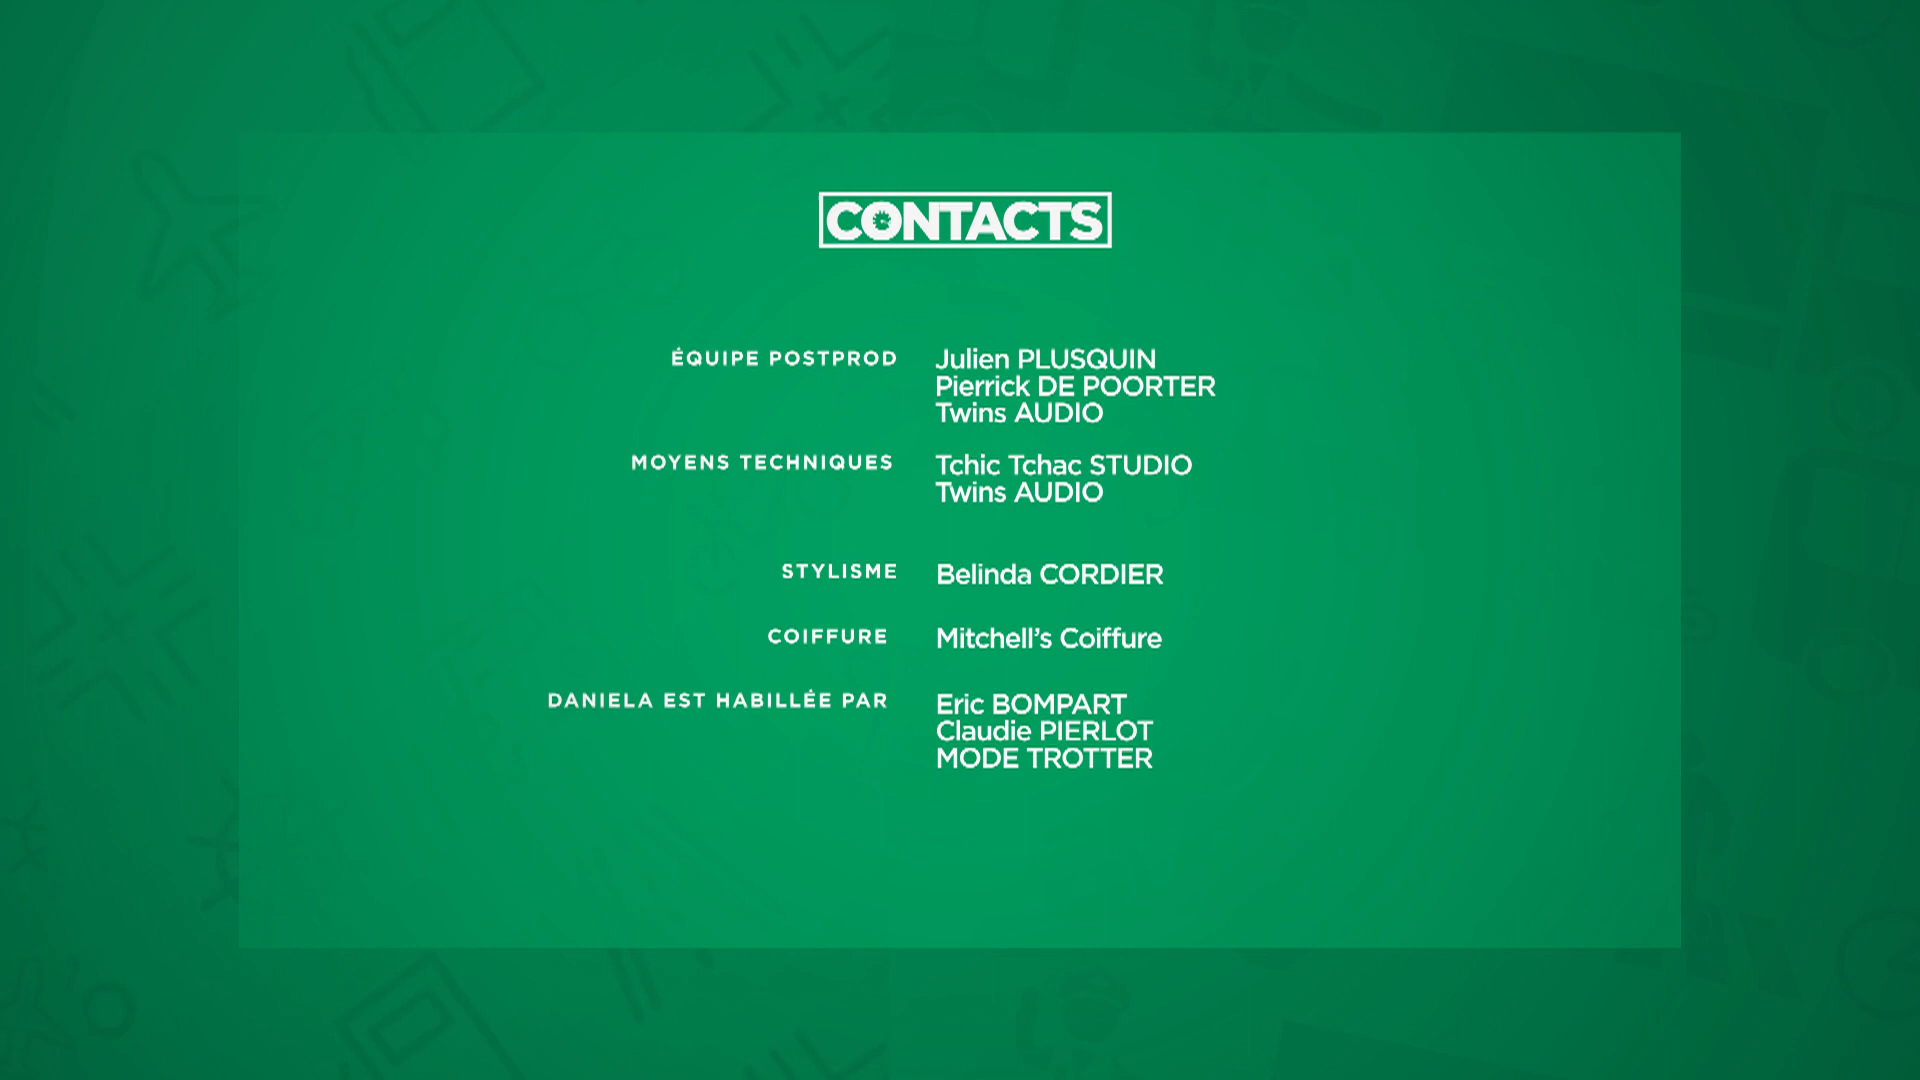 CONTACTS
ÉQUIPE POSTPROD Julien PLUSQUIN
Pierrick DE POORTER
Twins AUDIO
MOYENS TECHNIQUES Tchic Tchac STUDIO
Twins AUDIO
STYLISME Belinda CORDIER
COIFFURE Mitchell’s Coiffure
DANIELA EST HABILLÉE PAR Eric BOMPART
Claudie PIERLOT
MODE TROTTER